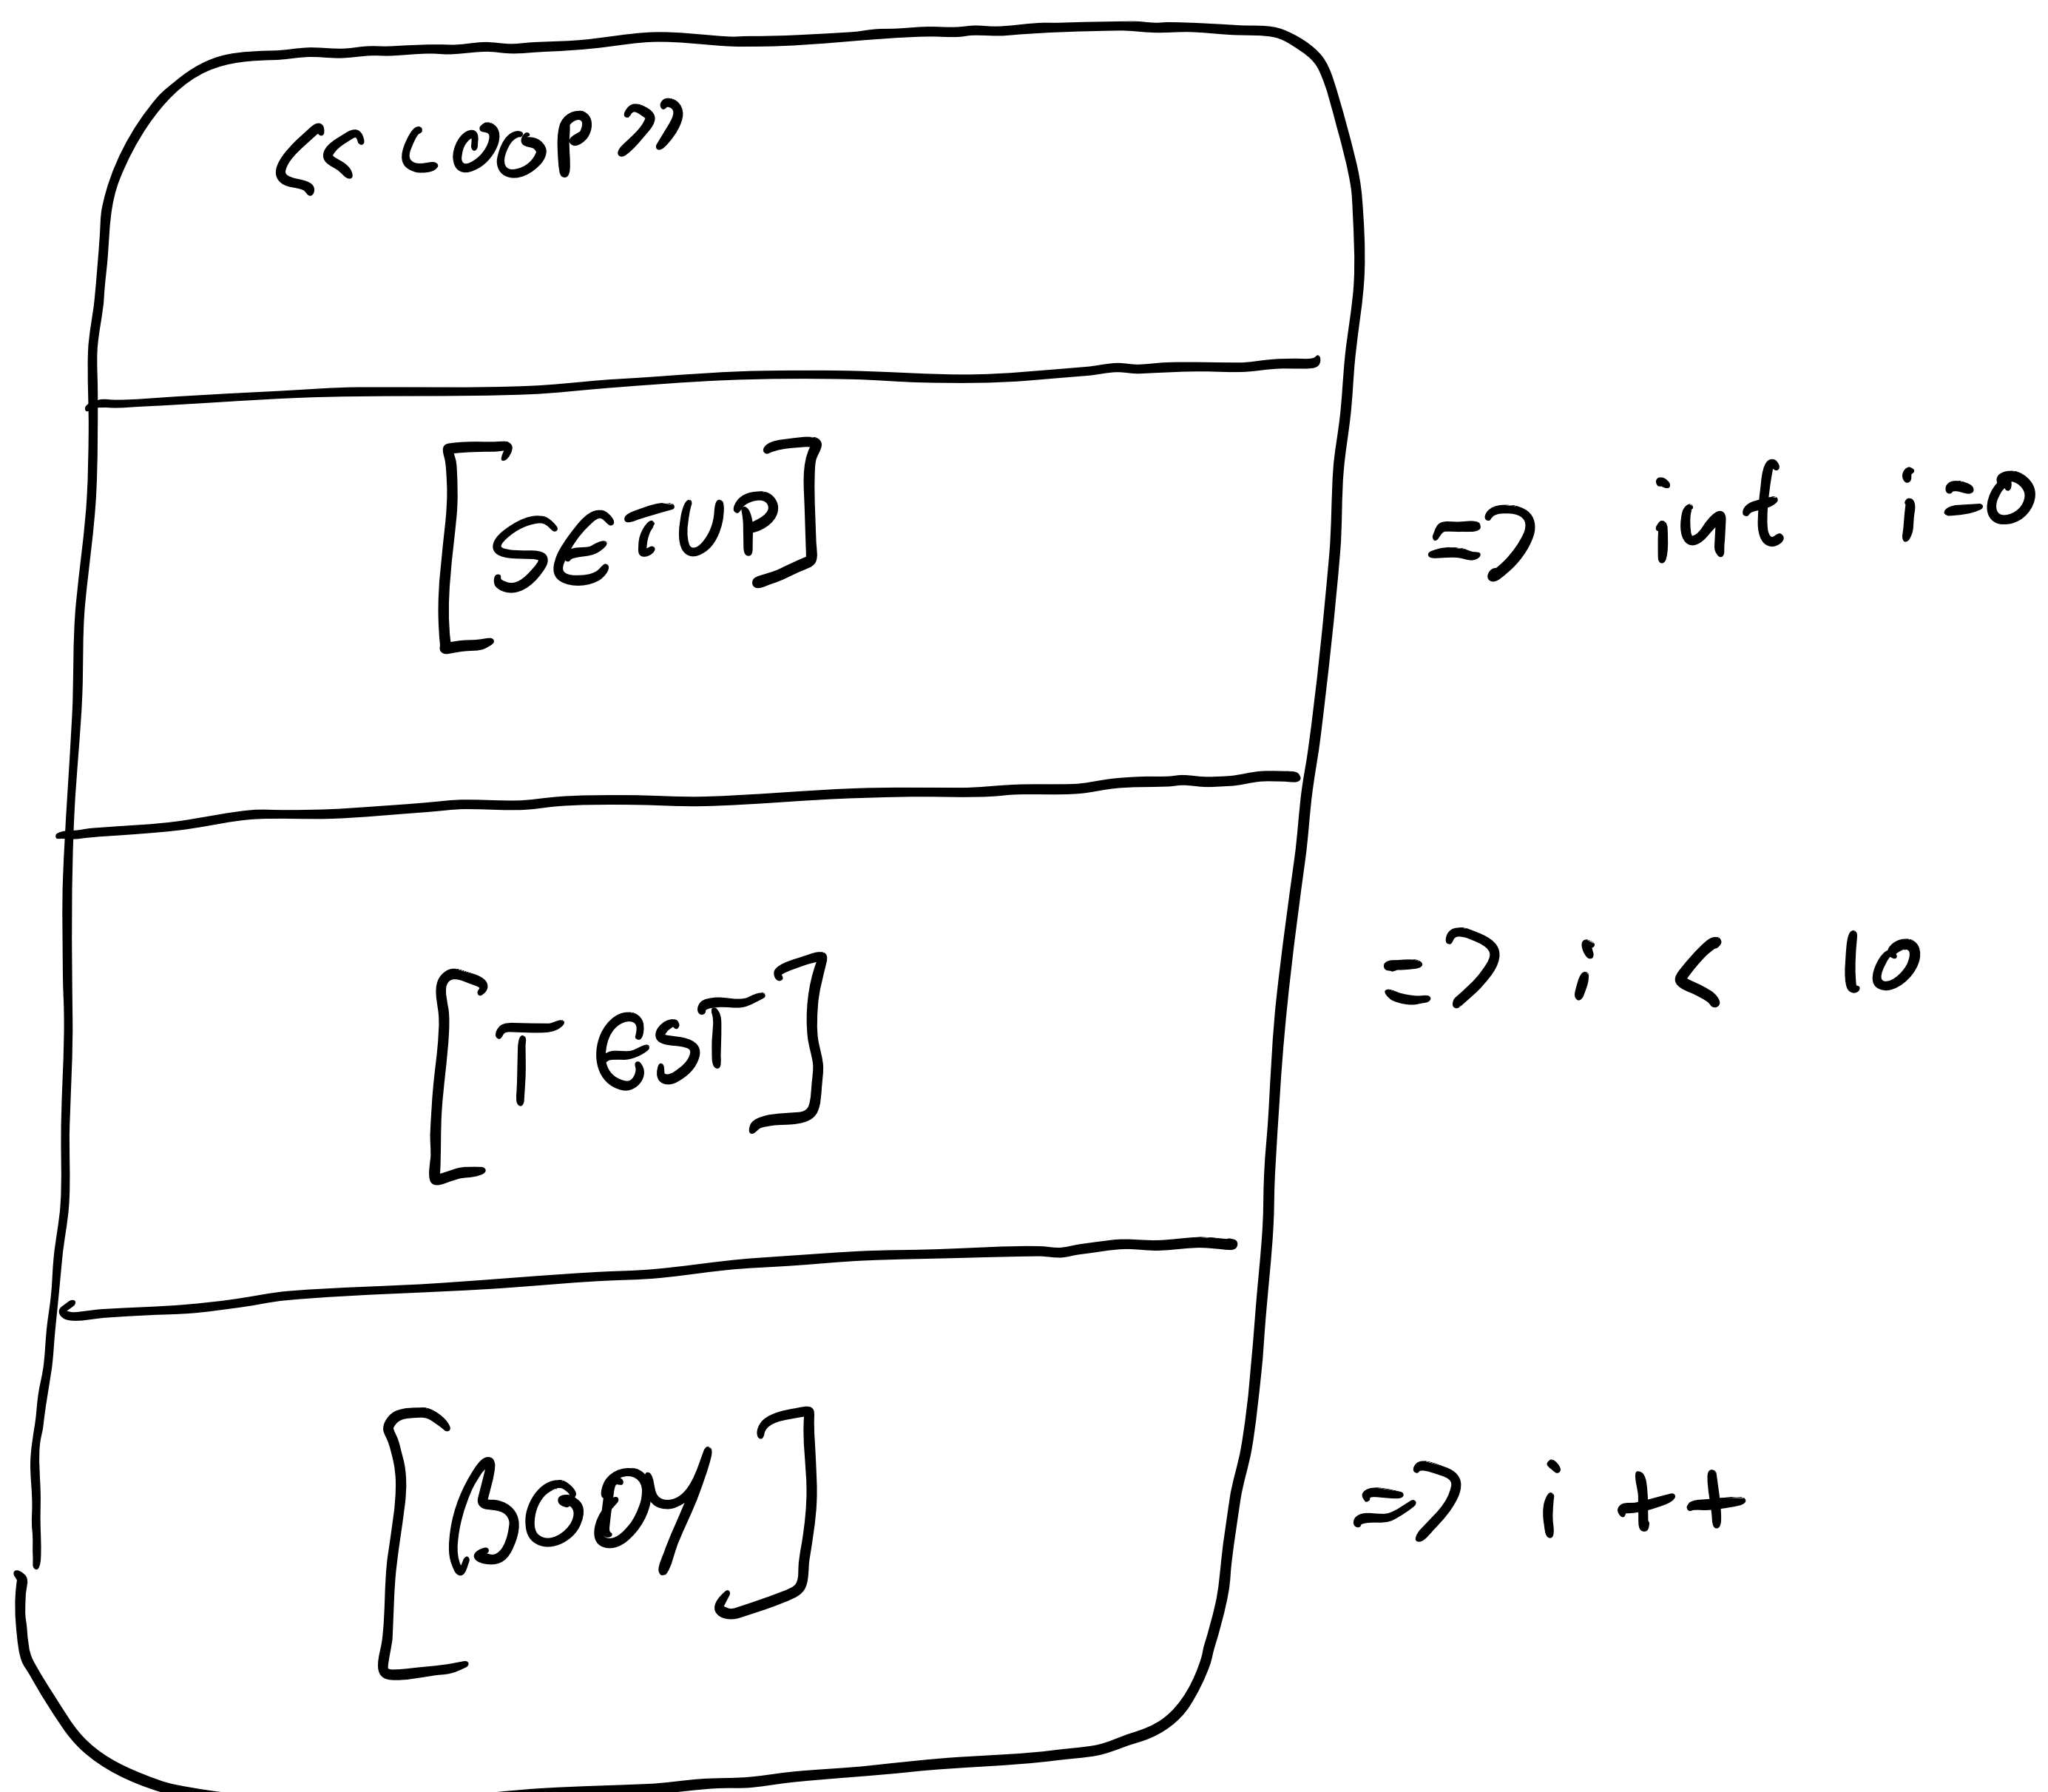 << loop >>
[setup] => int i=0
[Test] => i < 10
[body] => i ++